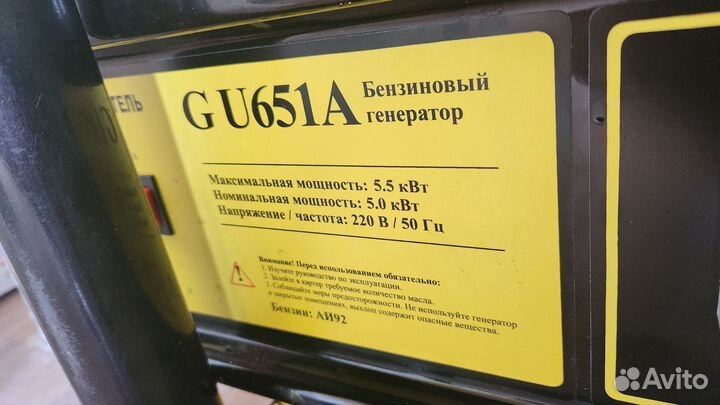 GU651A Бензиновый
генератор
Максимальная мощность: 5.5 кВт
Номинальная мощность: 5.0 кВт
Напряжение / частота: 220 В / 50 Гц
Внимание! Перед использованием обязательно:
1. Изучите руководство по эксплуатации.
2. Залейте в картер требуемое количество масла.
3. Соблюдайте меры предосторожности. Не используйте генератор
в закрытых помещениях, выхлоп содержит опасные вещества.
Бензин: АИ92
Avito